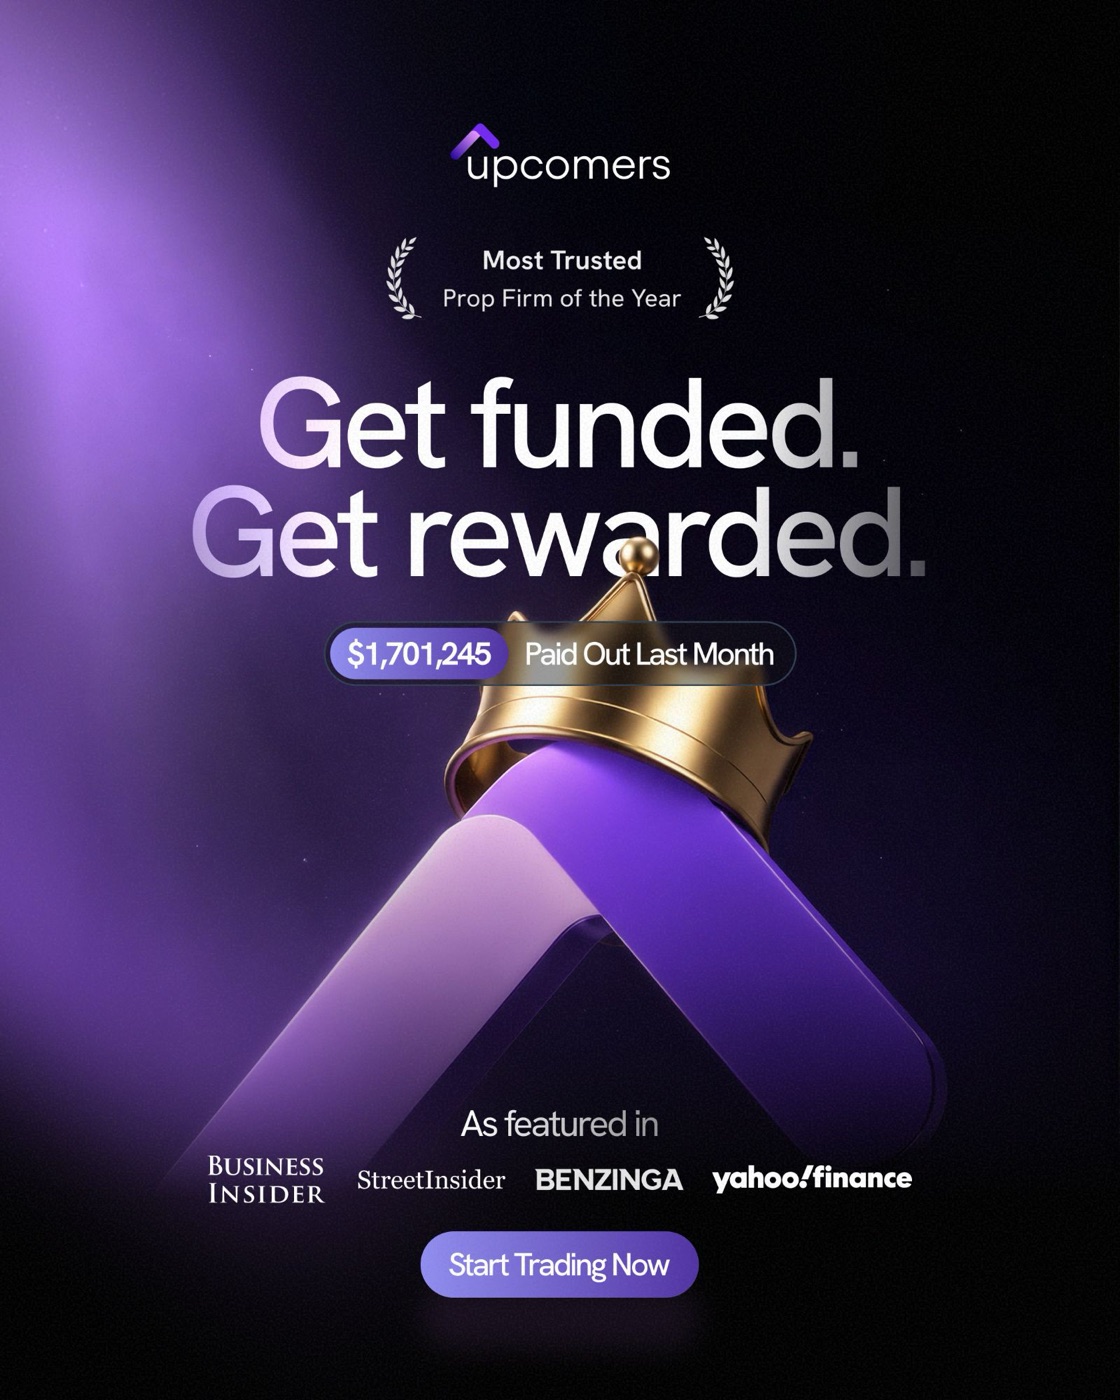 upcomers
Most Trusted
Prop Firm of the Year
Get funded.
Get rewarded.
$1,701,245 Paid Out Last Month
As featured in
BUSINESS
INSIDER
StreetInsider
BENZINGA
yahoo!finance
Start Trading Now